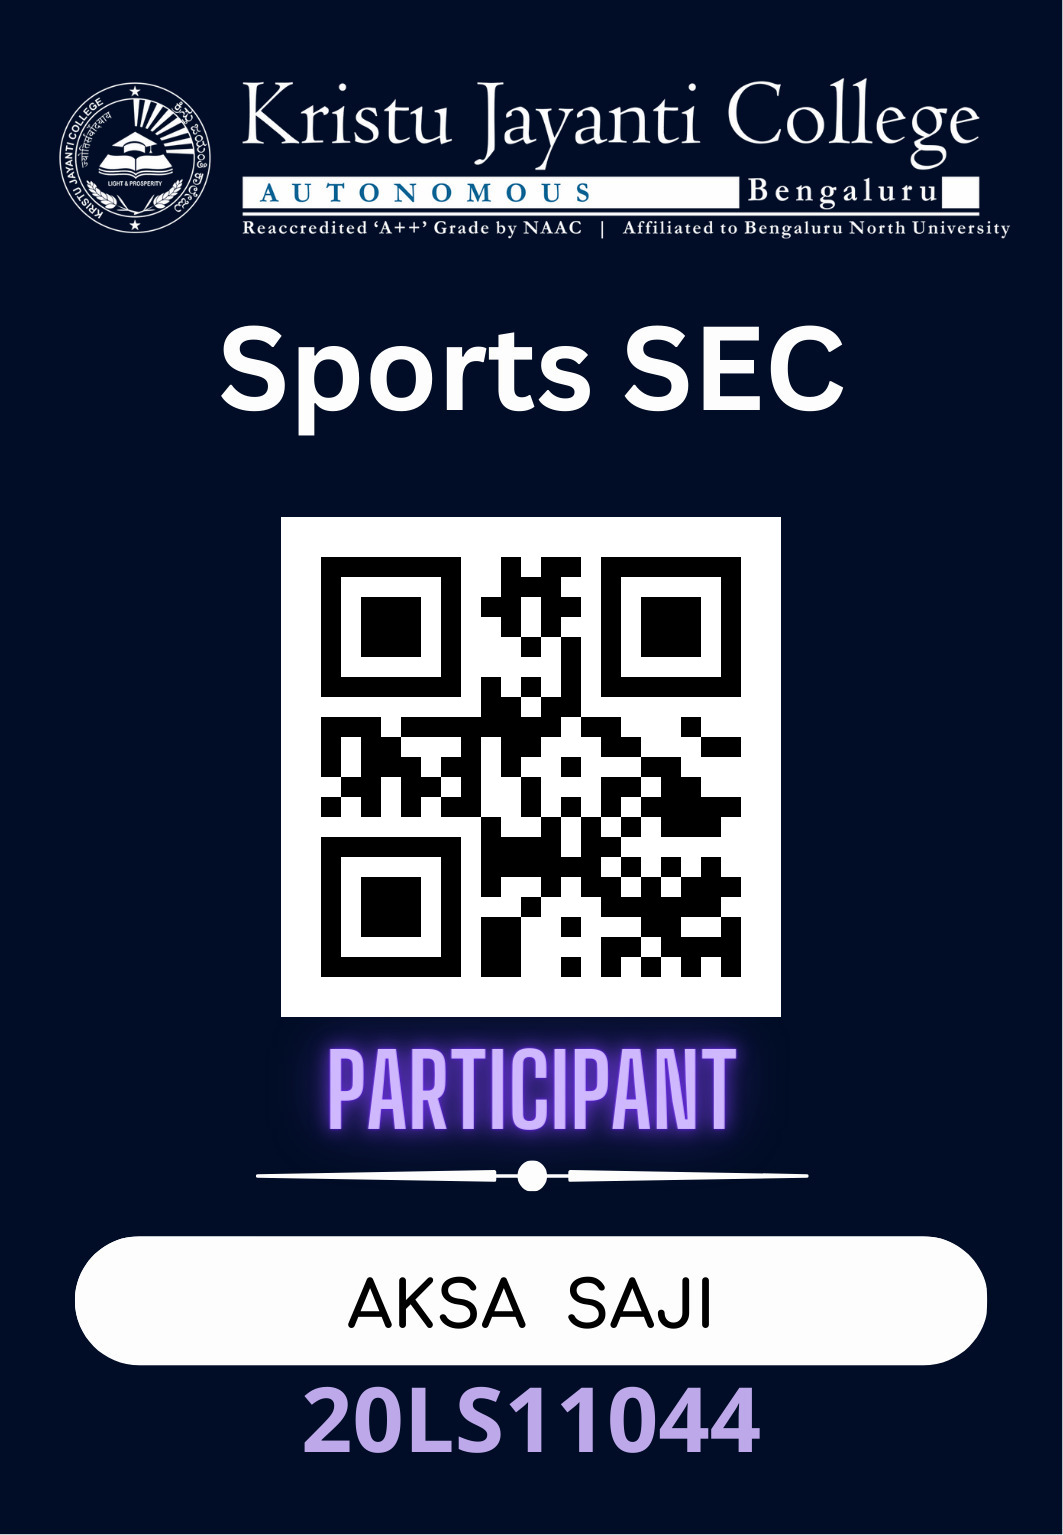 Kristu Jayanti College
AUTONOMOUS Bengaluru
Reaccredited ‘A++’ Grade by NAAC | Affiliated to Bengaluru North University
KRISTU JAYANTI COLLEGE
LIGHT & PROSPERITY
Sports SEC
PARTICIPANT
AKSA SAJI
20LS11044